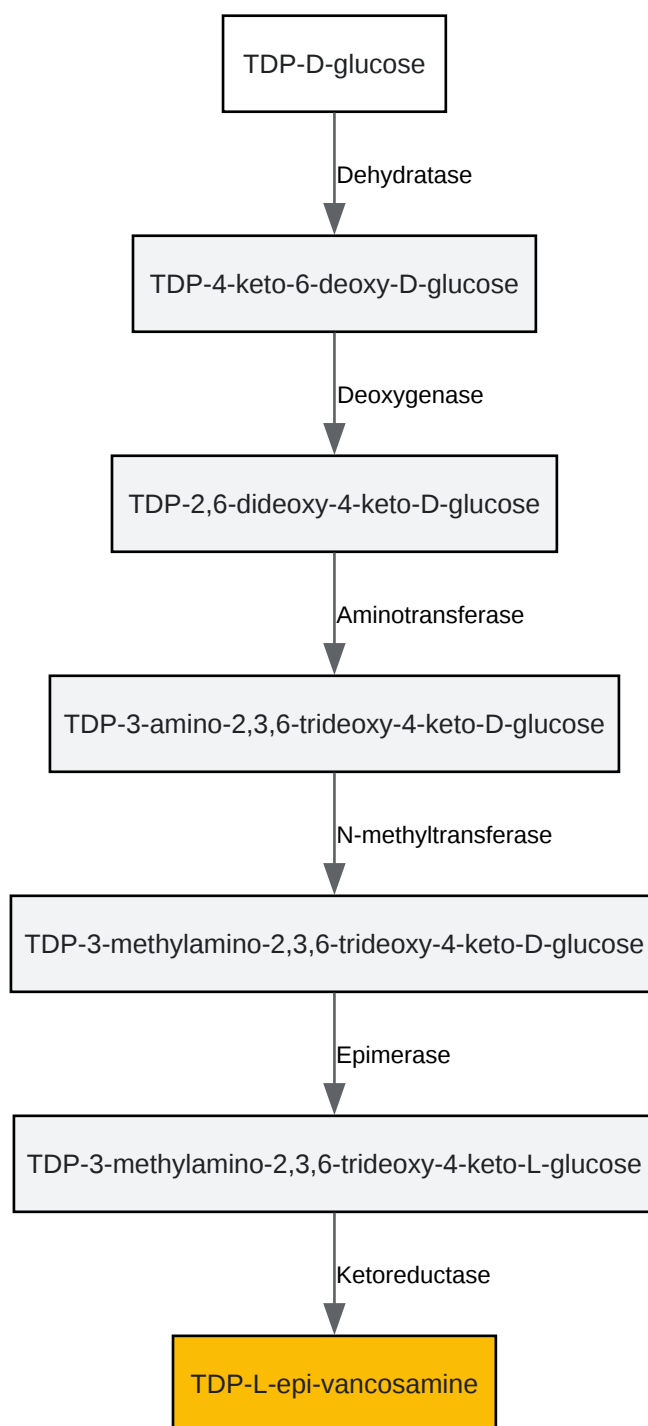 TDP-D-glucose
Dehydratase
TDP-4-keto-6-deoxy-D-glucose
Deoxygenase
TDP-2,6-dideoxy-4-keto-D-glucose
Aminotransferase
TDP-3-amino-2,3,6-trideoxy-4-keto-D-glucose
N-methyltransferase
TDP-3-methylamino-2,3,6-trideoxy-4-keto-D-glucose
Epimerase
TDP-3-methylamino-2,3,6-trideoxy-4-keto-L-glucose
Ketoreductase
TDP-L-epi-vancosamine